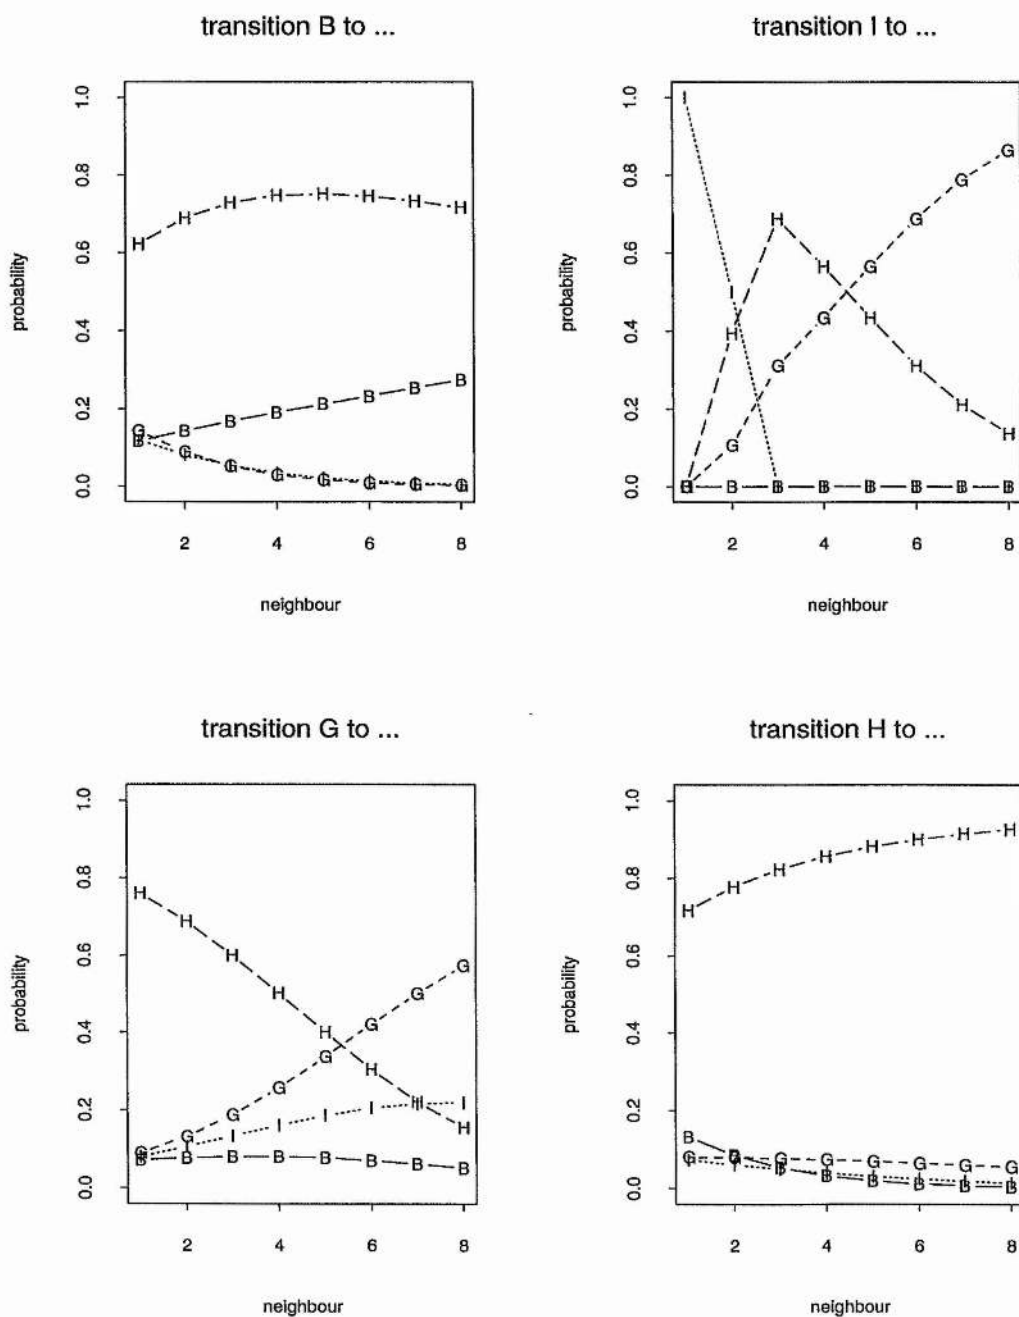 transition B to ...
probability
1.0
0.8
0.6
0.4
0.2
0.0
H H H H H H H H
B B B B B B B B
G G G G G G G G
2 4 6 8
neighbour
transition I to ...
probability
1.0
0.8
0.6
0.4
0.2
0.0
I
I
H H H H H H H
G G G G G G G
B B B B B B B
2 4 6 8
neighbour
transition G to ...
probability
1.0
0.8
0.6
0.4
0.2
0.0
H H H H H H H
G G G G G G G G
I I I I I I I
B B B B B B B B
2 4 6 8
neighbour
transition H to ...
probability
1.0
0.8
0.6
0.4
0.2
0.0
H H H H H H H H
B B B B B B B B
G G G G G G G G
2 4 6 8
neighbour